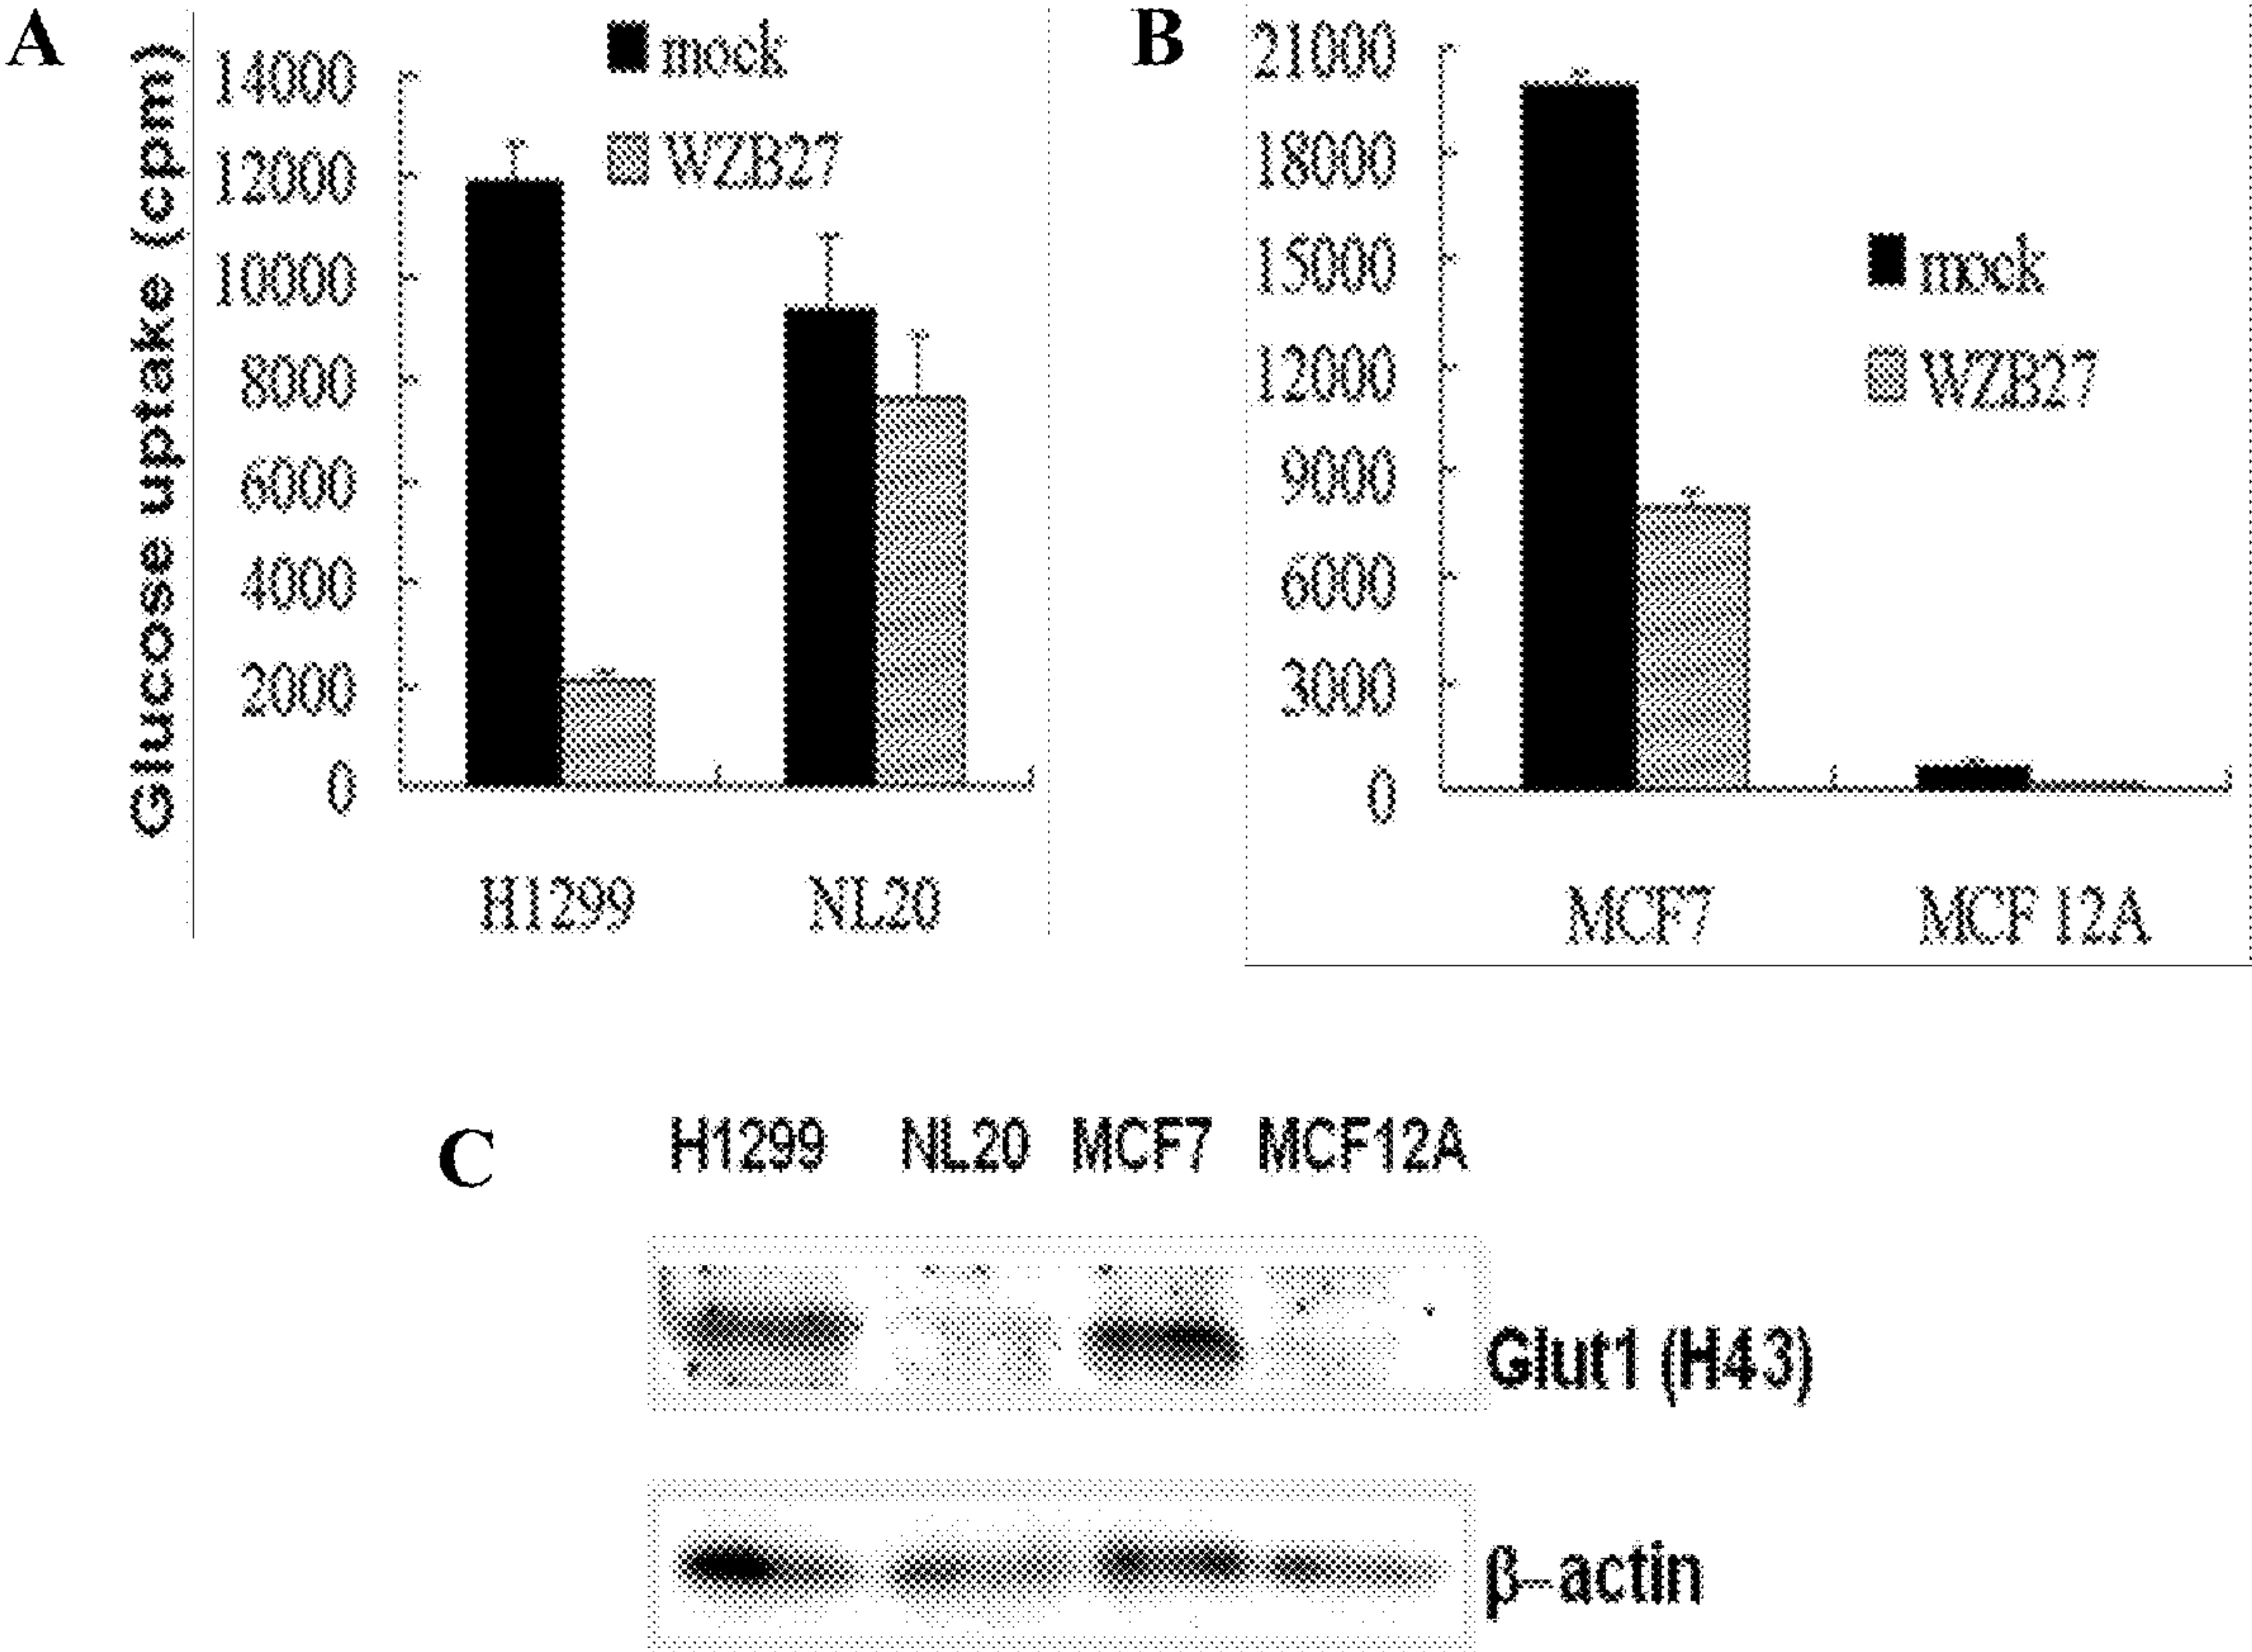 A
Glucose uptake (cpm)
14000
12000
10000
8000
6000
4000
2000
0
mock
WZB27
H1299 NL20
B
21000
18000
15000
12000
9000
6000
3000
0
mock
WZB27
MCF7 MCF 12A
C
H1299 NL20 MCF7 MCF12A
Glut1 (H43)
β-actin